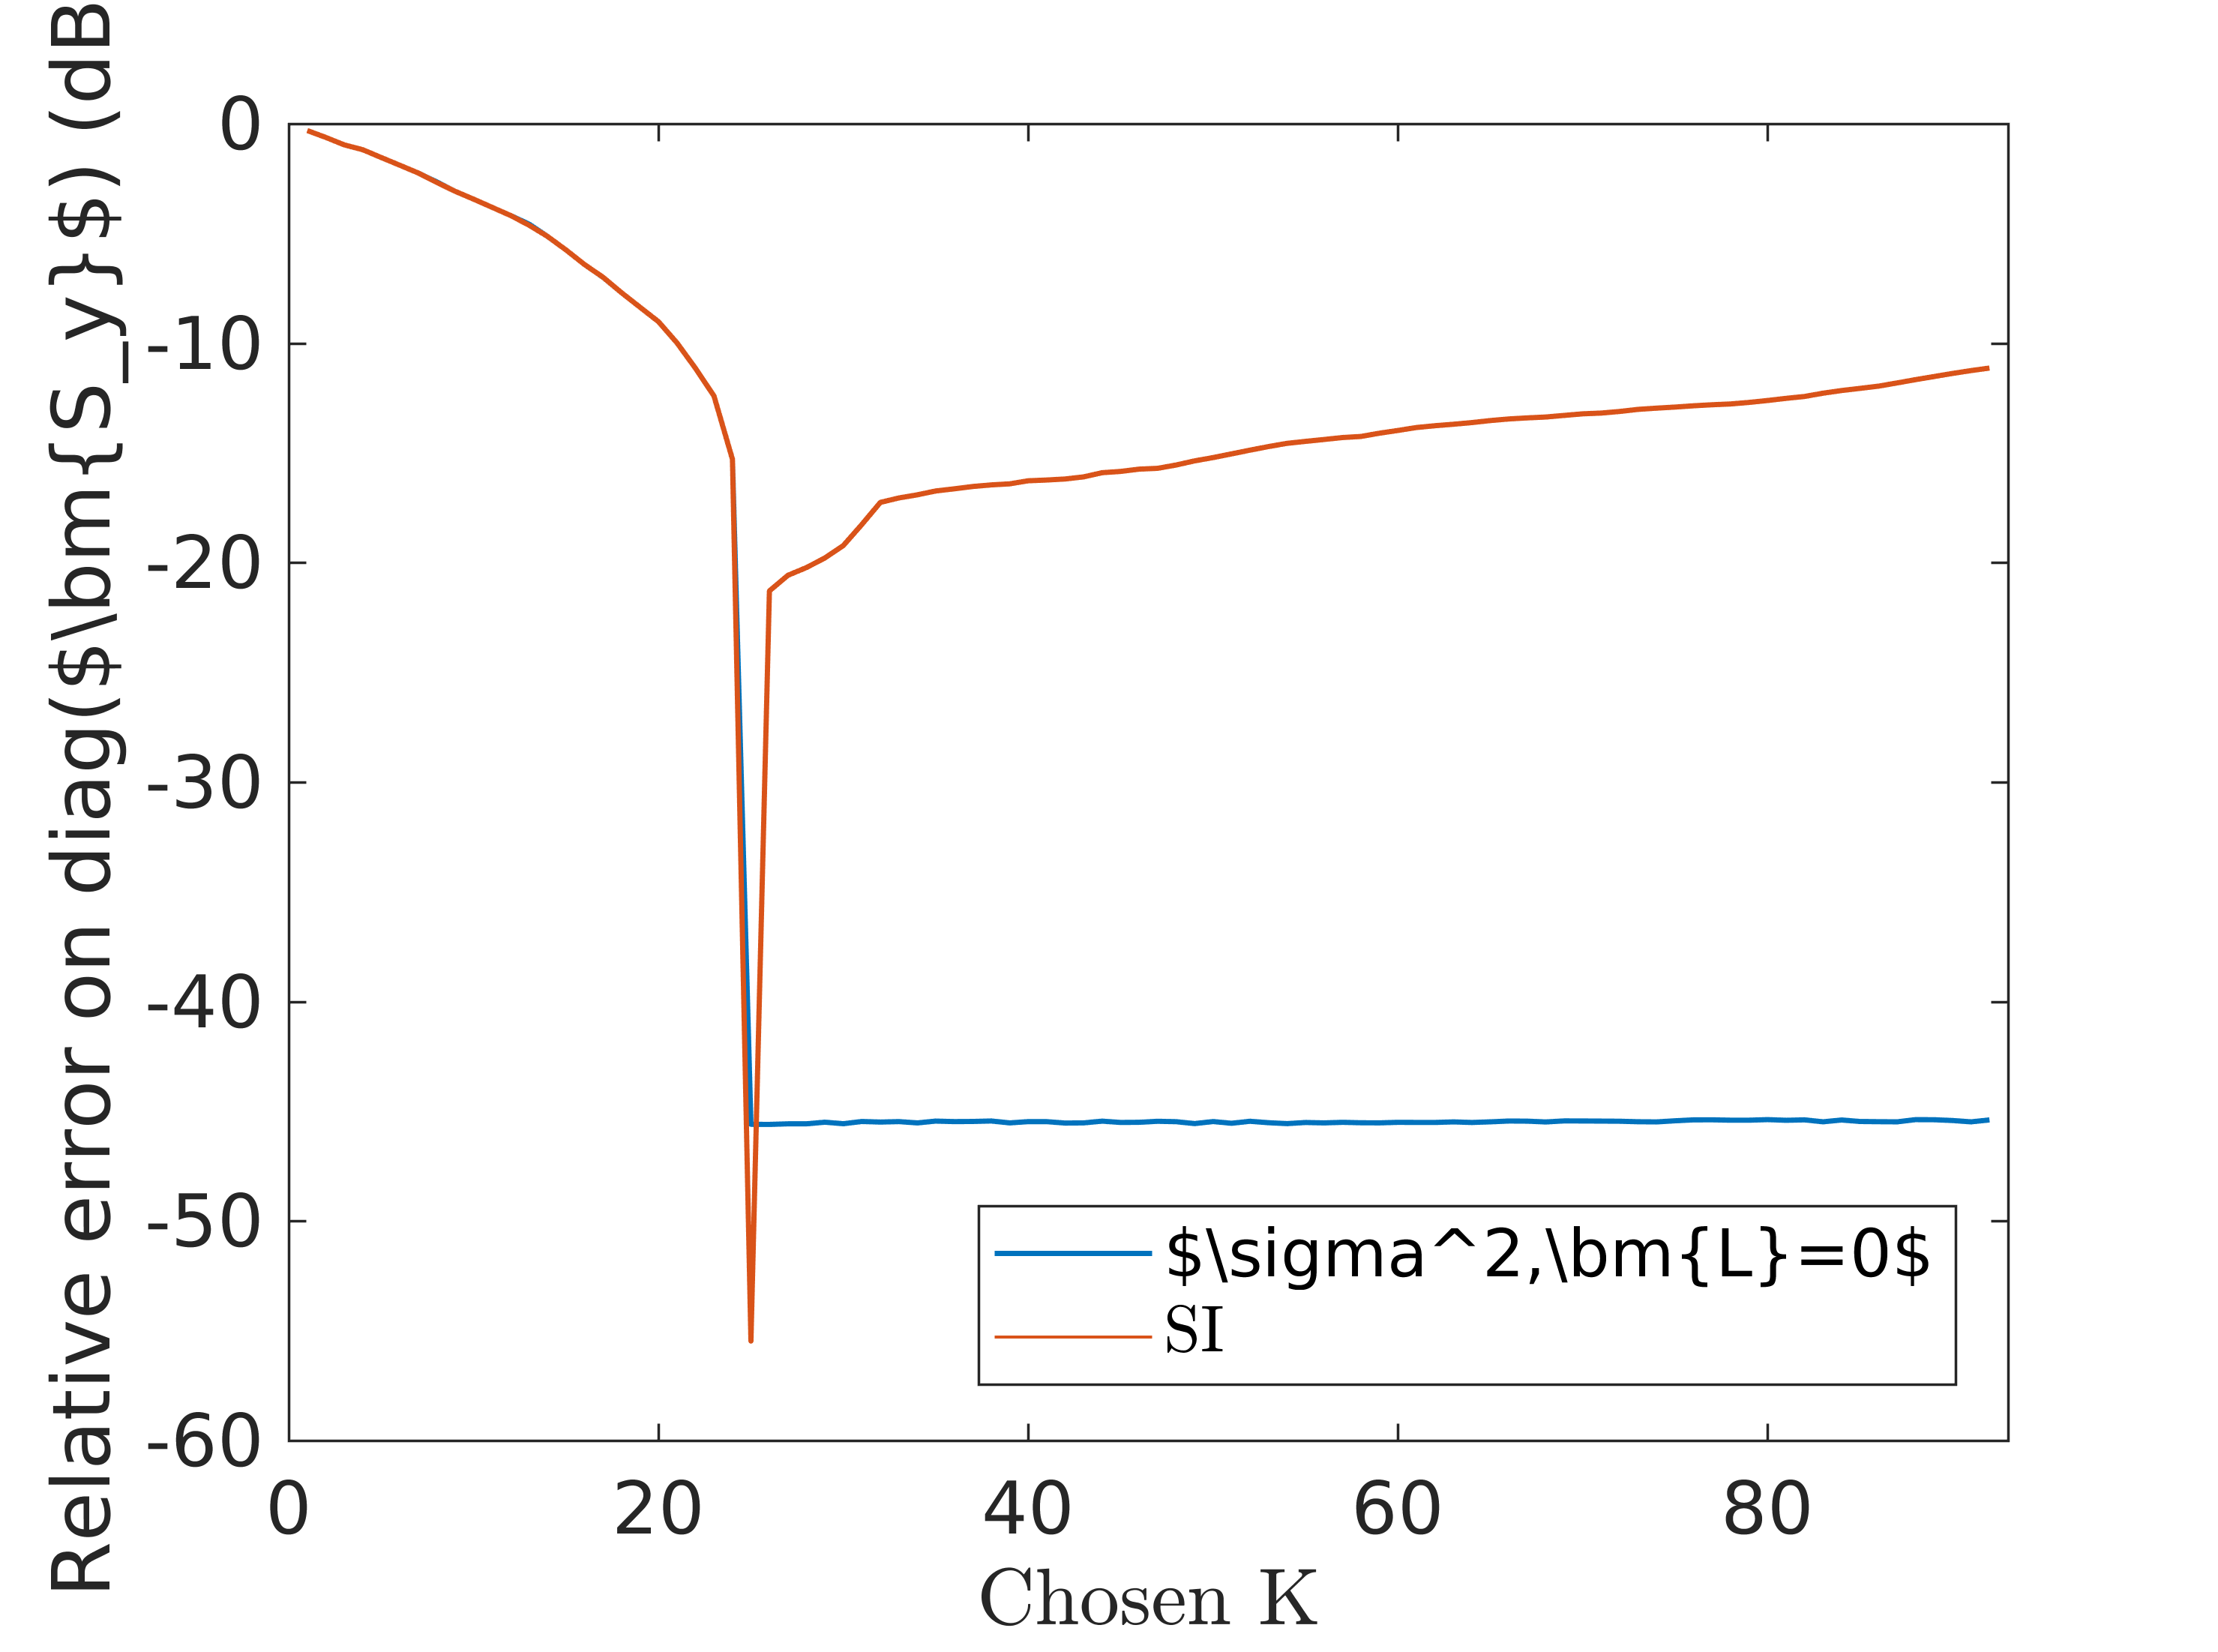 Relative error on diag($\bm{S_y}$) (dB
0
-10
-20
-30
-40
-50
-60
0 20 40 60 80
Chosen K
$\sigma^2,\bm{L}=0$
SI